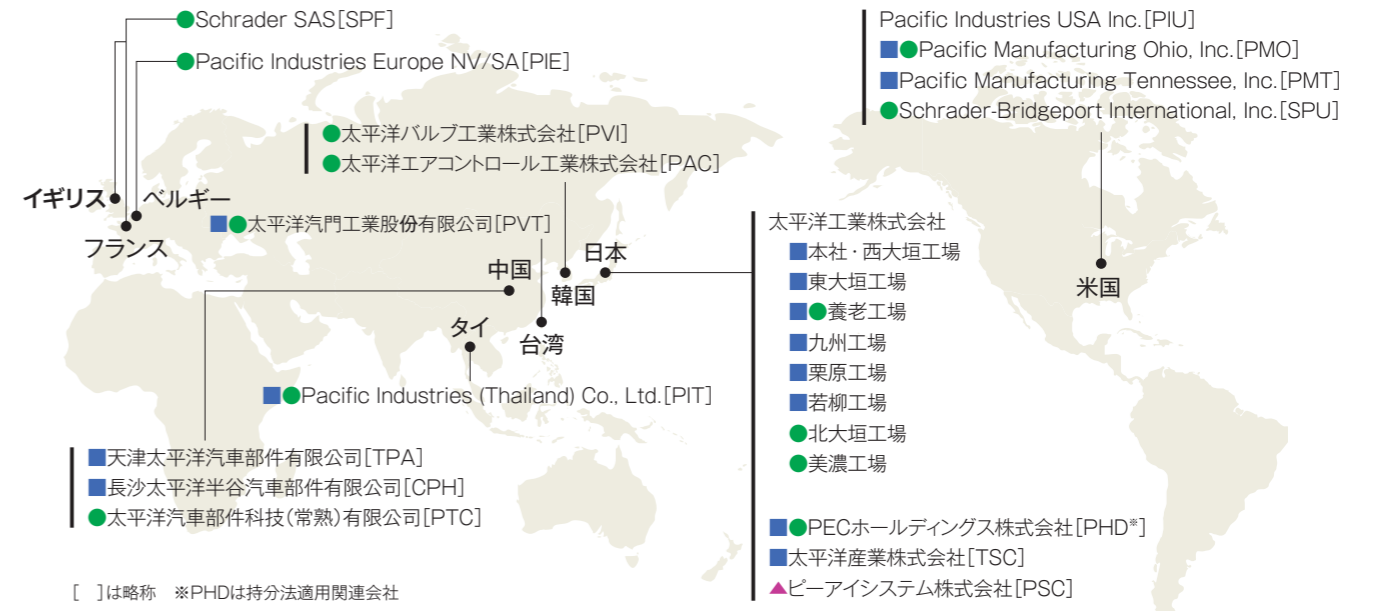 ●Schrader SAS[SPF]
●Pacific Industries Europe NV/SA[PIE]
●太平洋バルブ工業株式会社[PVI]
●太平洋エアコントロール工業株式会社[PAC]
イギリス
ベルギー
フランス
■●太平洋汽門工業股份有限公司[PVT]
中国
韓国
日本
タイ
台湾
■●Pacific Industries (Thailand) Co., Ltd.[PIT]
■天津太平洋汽車部件有限公司[TPA]
■長沙太平洋半谷汽車部件有限公司[CPH]
●太平洋汽車部件科技(常熟)有限公司[PTC]
[ ]は略称 ※PHDは持分法適用関連会社
Pacific Industries USA Inc.[PIU]
■●Pacific Manufacturing Ohio, Inc.[PMO]
■Pacific Manufacturing Tennessee, Inc.[PMT]
●Schrader-Bridgeport International, Inc.[SPU]
米国
太平洋工業株式会社
■本社・西大垣工場
■東大垣工場
■●養老工場
■九州工場
■栗原工場
■若柳工場
●北大垣工場
●美濃工場
■●PECホールディングス株式会社[PHD※]
■太平洋産業株式会社[TSC]
▲ピーアイシステム株式会社[PSC]